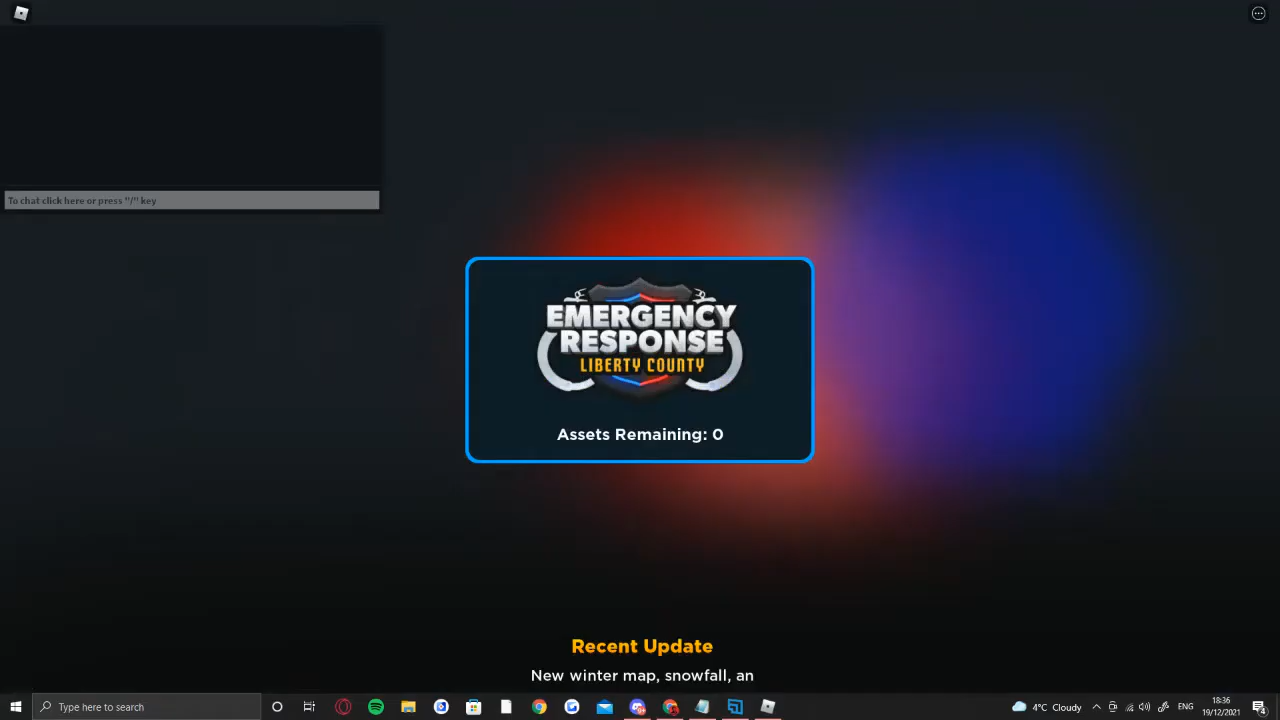 To chat click here or press "/" key
EMERGENCY
RESPONSE
LIBERTY COUNTY
Assets Remaining: 0
Recent Update
New winter map, snowfall, an
Type here to search
4°C Cloudy
ENG
18:36
19/12/2021